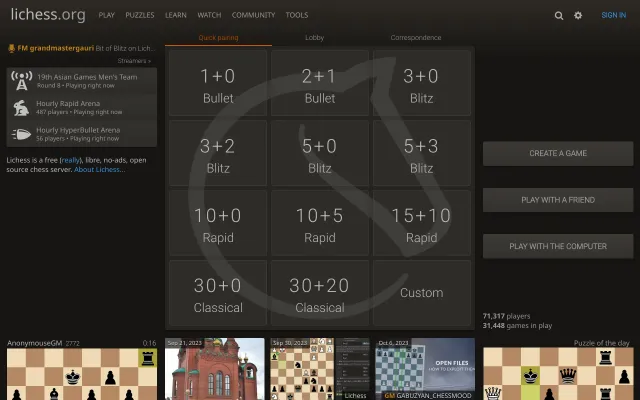 lichess.org PLAY PUZZLES LEARN WATCH COMMUNITY TOOLS SIGN IN
Quick pairing Lobby Correspondence
FM grandmastergauri Bit of Blitz on Lich...
Streamers »
19th Asian Games Men's Team
Round 8 • Playing right now
Hourly Rapid Arena
487 players • Playing right now
Hourly HyperBullet Arena
56 players • Playing right now
Lichess is a free (really), libre, no-ads, open
source chess server. About Lichess...
1+0
Bullet
2+1
Bullet
3+0
Blitz
3+2
Blitz
5+0
Blitz
5+3
Blitz
10+0
Rapid
10+5
Rapid
15+10
Rapid
30+0
Classical
30+20
Classical
Custom
CREATE A GAME
PLAY WITH A FRIEND
PLAY WITH THE COMPUTER
71,317 players
31,448 games in play
AnonymouseGM 2772 0:16
Sep 21, 2023
Sep 30, 2023
Lichess
Oct 6, 2023
OPEN FILES
GM GABUZYAN_CHESSMOOD
Puzzle of the day